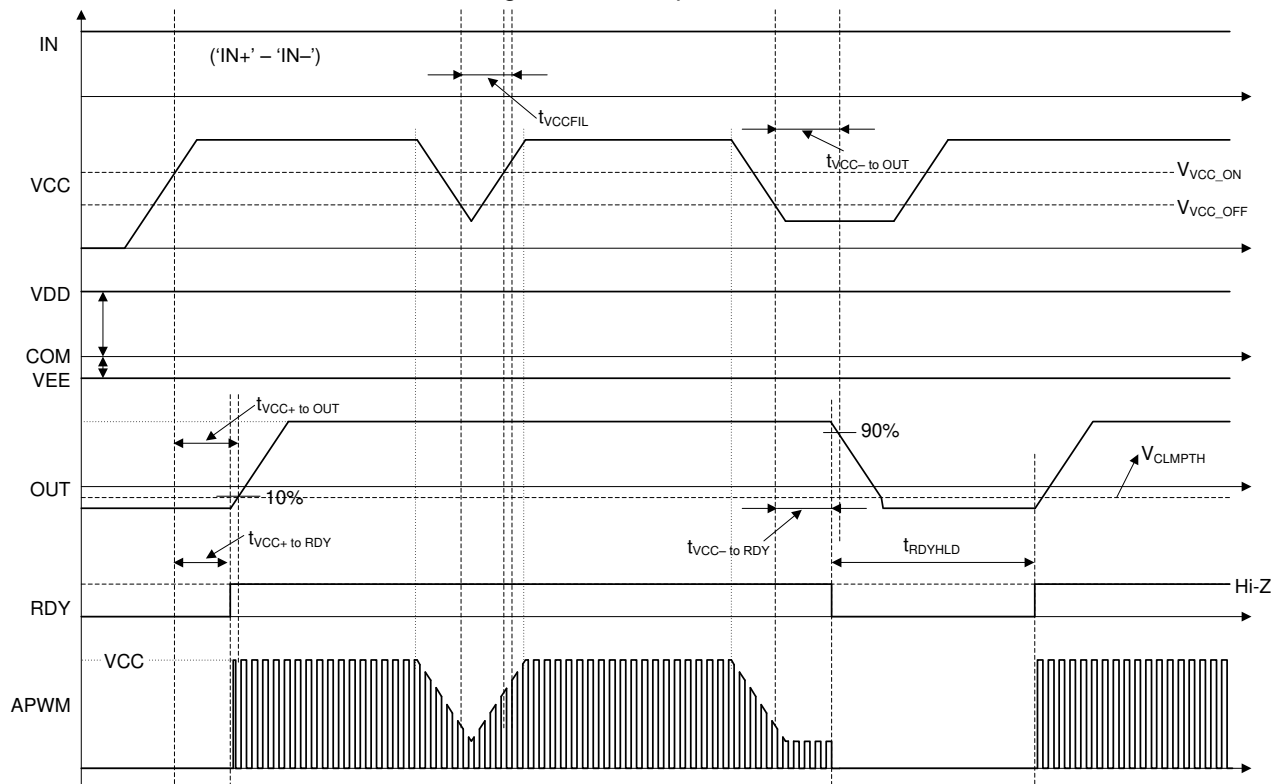 IN
('IN+' – 'IN–')
tVCCFIL
tVCC– to OUT
VCC
VVCC_ON
VVCC_OFF
VDD
COM
VEE
tVCC+ to OUT
90%
VCLMPTH
OUT
10%
tVCC+ to RDY
tVCC– to RDY
tRDYHLD
Hi-Z
RDY
VCC
APWM